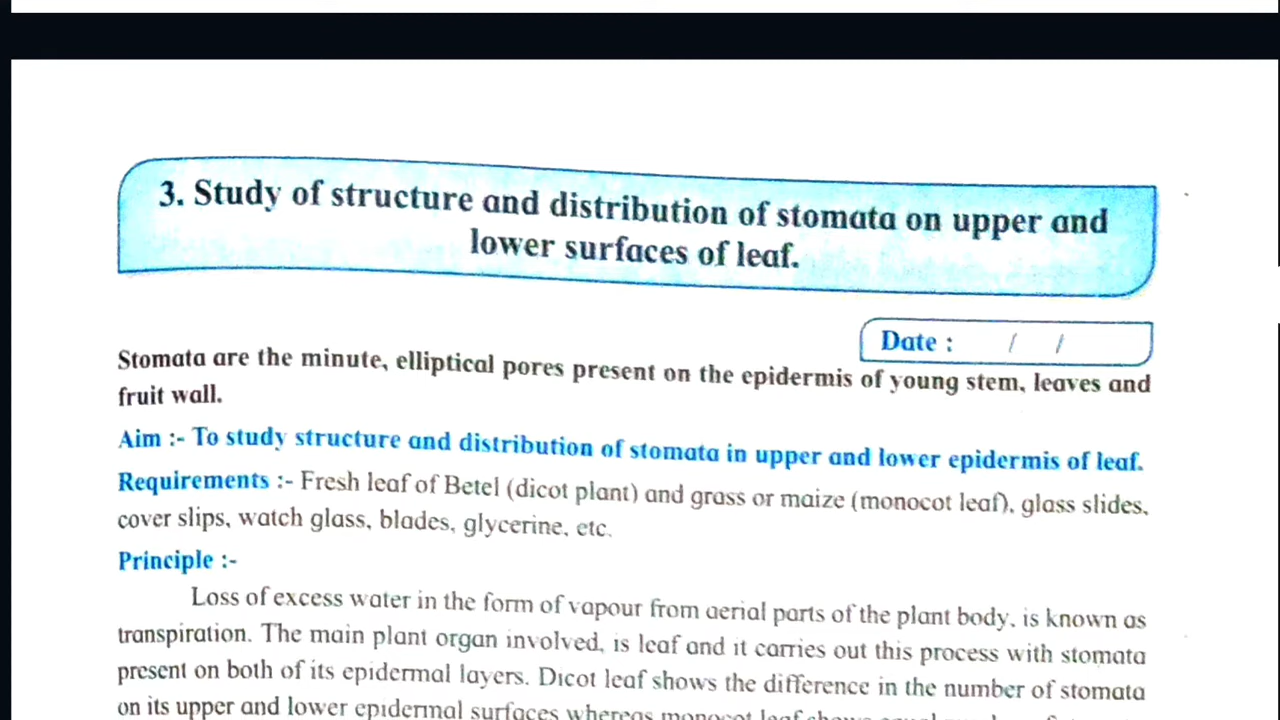 3. Study of structure and distribution of stomata on upper and
lower surfaces of leaf.
Date : / /
Stomata are the minute, elliptical pores present on the epidermis of young stem, leaves and
fruit wall.
Aim :- To study structure and distribution of stomata in upper and lower epidermis of leaf.
Requirements :- Fresh leaf of Betel (dicot plant) and grass or maize (monocot leaf), glass slides,
cover slips, watch glass, blades, glycerine, etc.
Principle :-
Loss of excess water in the form of vapour from aerial parts of the plant body, is known as
transpiration. The main plant organ involved, is leaf and it carries out this process with stomata
present on both of its epidermal layers. Dicot leaf shows the difference in the number of stomata
on its upper and lower epidermal surfaces whereas monocot leaf shows